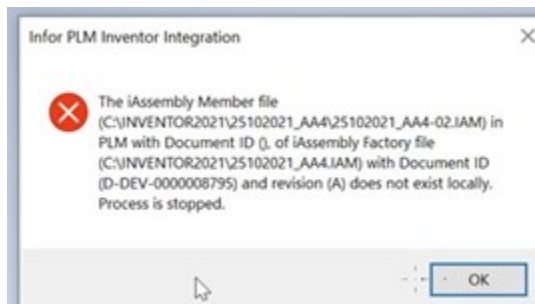 Infor PLM Inventor Integration
The iAssembly Member file
(C:\INVENTOR2021\25102021_AA4\25102021_AA4-02.IAM) in
PLM with Document ID (), of iAssembly Factory file
(C:\INVENTOR2021\25102021_AA4.IAM) with Document ID
(D-DEV-0000008795) and revision (A) does not exist locally.
Process is stopped.
OK